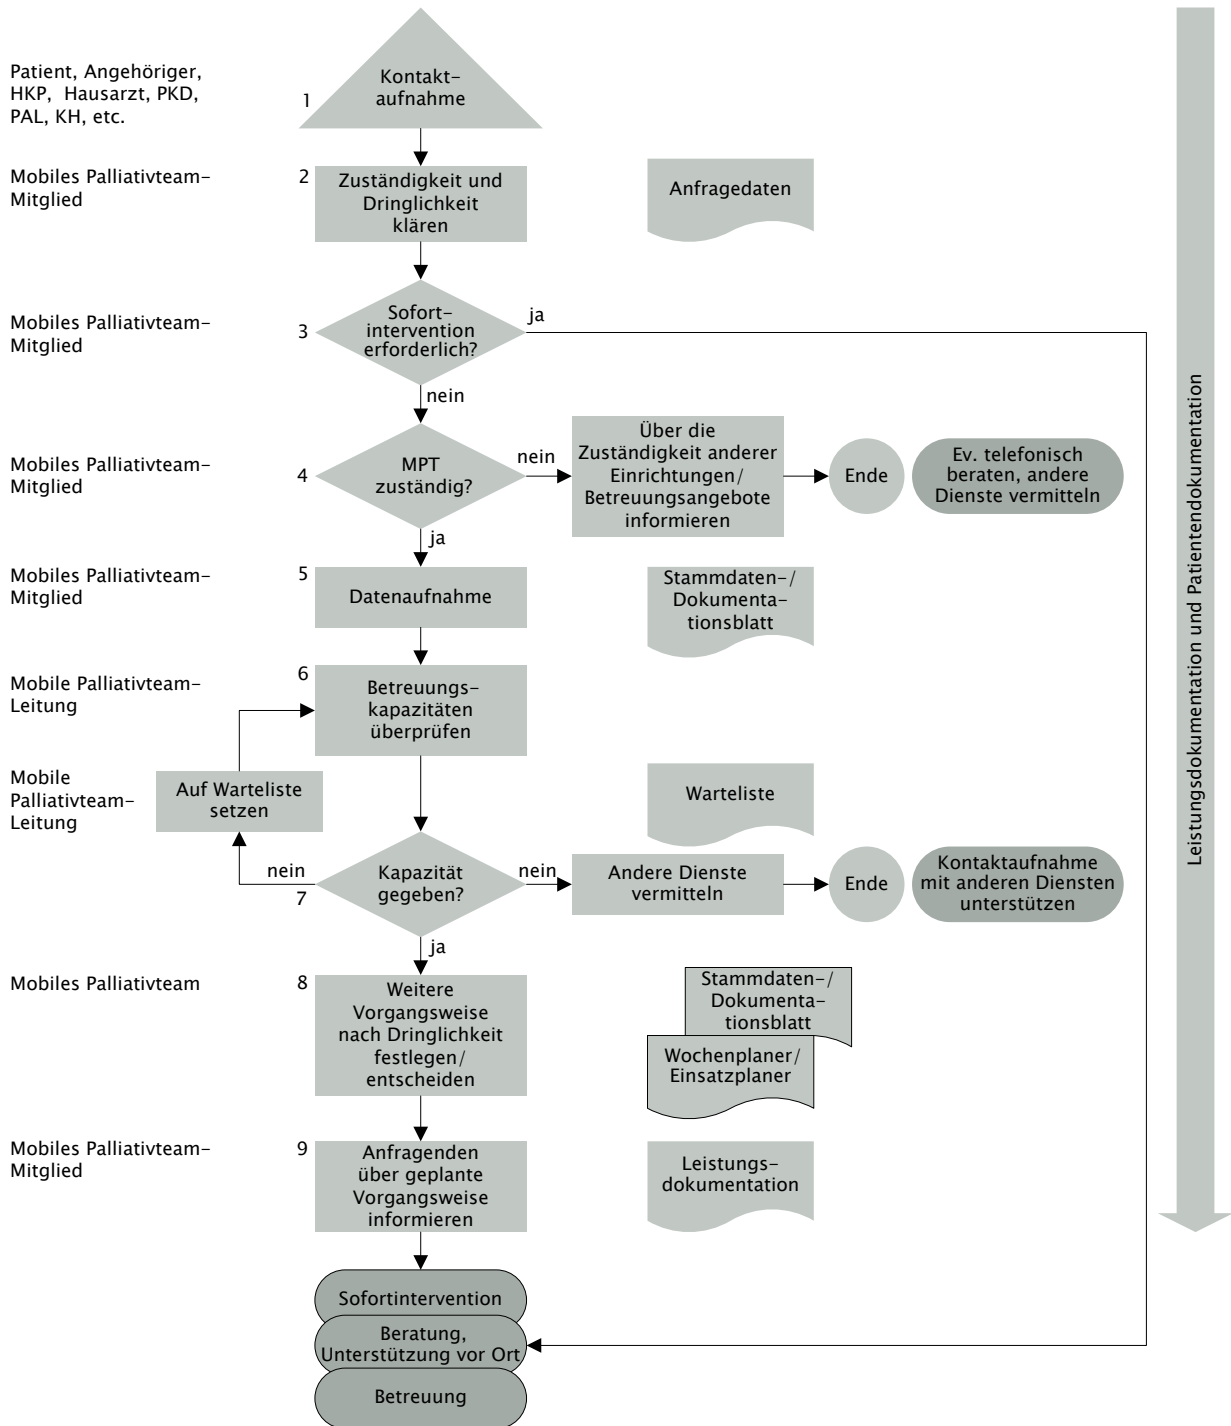 Patient, Angehöriger,
HKP, Hausarzt, PKD,
PAL, KH, etc.
1
Kontakt-
aufnahme
Mobiles Palliativteam-
Mitglied
2
Zuständigkeit und
Dringlichkeit
klären
Anfragedaten
Mobiles Palliativteam-
Mitglied
3
Sofort-
intervention
erforderlich?
ja
nein
Mobiles Palliativteam-
Mitglied
4
MPT
zuständig?
nein
Über die
Zuständigkeit anderer
Einrichtungen/
Betreuungsangebote
informieren
Ende
Ev. telefonisch
beraten, andere
Dienste vermitteln
ja
Mobiles Palliativteam-
Mitglied
5
Datenaufnahme
Stammdaten-/
Dokumenta-
tionsblatt
Mobile Palliativteam-
Leitung
6
Betreuungs-
kapazitäten
überprüfen
Mobile
Palliativteam-
Leitung
Auf Warteliste
setzen
Warteliste
nein
7
Kapazität
gegeben?
nein
Andere Dienste
vermitteln
Ende
Kontaktaufnahme
mit anderen Diensten
unterstützen
ja
Mobiles Palliativteam
8
Weitere
Vorgangsweise
nach Dringlichkeit
festlegen/
entscheiden
Stammdaten-/
Dokumenta-
tionsblatt
Wochenplaner/
Einsatzplaner
Mobiles Palliativteam-
Mitglied
9
Anfragenden
über geplante
Vorgangsweise
informieren
Leistungs-
dokumentation
Sofortintervention
Beratung,
Unterstützung vor Ort
Betreuung
Leistungsdokumentation und Patientendokumentation